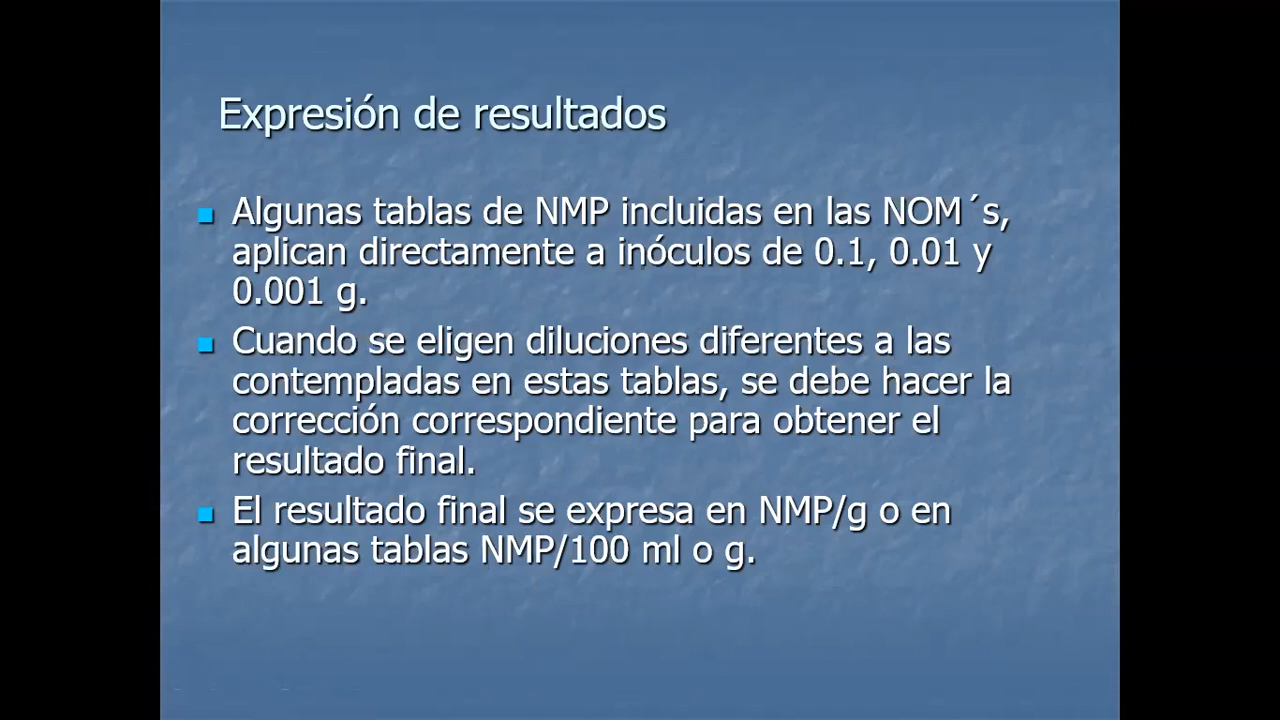 Expresión de resultados
Algunas tablas de NMP incluidas en las NOM´s,
aplican directamente a inóculos de 0.1, 0.01 y
0.001 g.
Cuando se eligen diluciones diferentes a las
contempladas en estas tablas, se debe hacer la
corrección correspondiente para obtener el
resultado final.
El resultado final se expresa en NMP/g o en
algunas tablas NMP/100 ml o g.